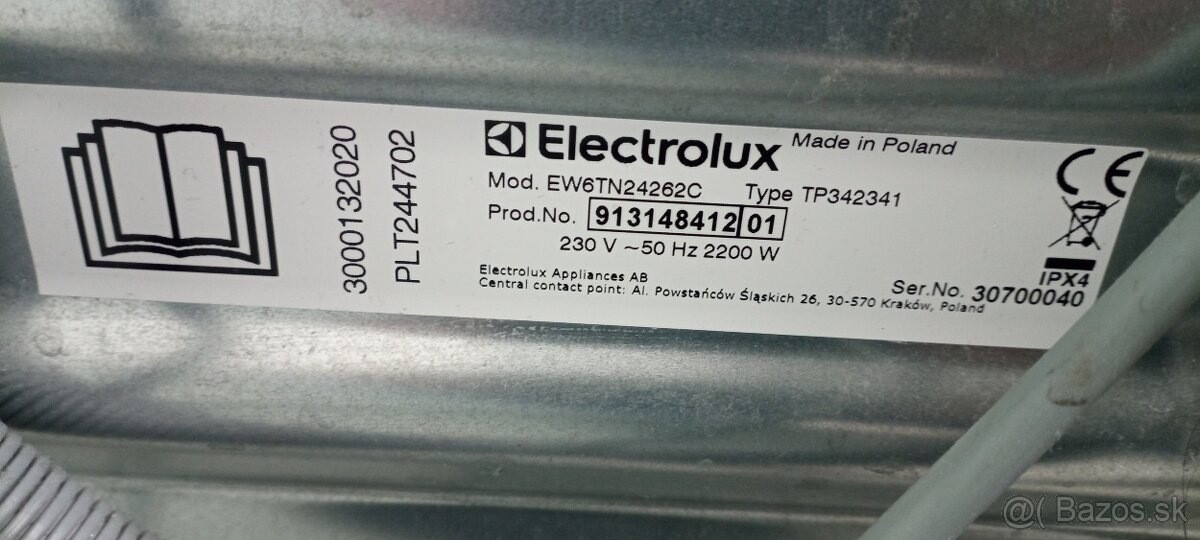 3000132020
PLT244702
Electrolux Made in Poland
Mod. EW6TN24262C Type TP342341
Prod.No. 913148412 01
230 V ~50 Hz 2200 W
Electrolux Appliances AB
Central contact point: Al. Powstańców Śląskich 26, 30-570 Kraków, Poland
CE
IPX4
Ser.No. 30700040
@( Bazos.sk